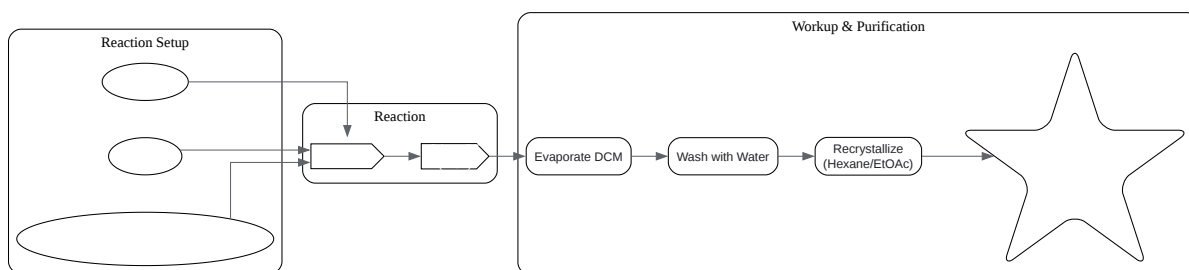 Reaction Setup
Reaction
Workup & Purification
Evaporate DCM
Wash with Water
Recrystallize
(Hexane/EtOAc)